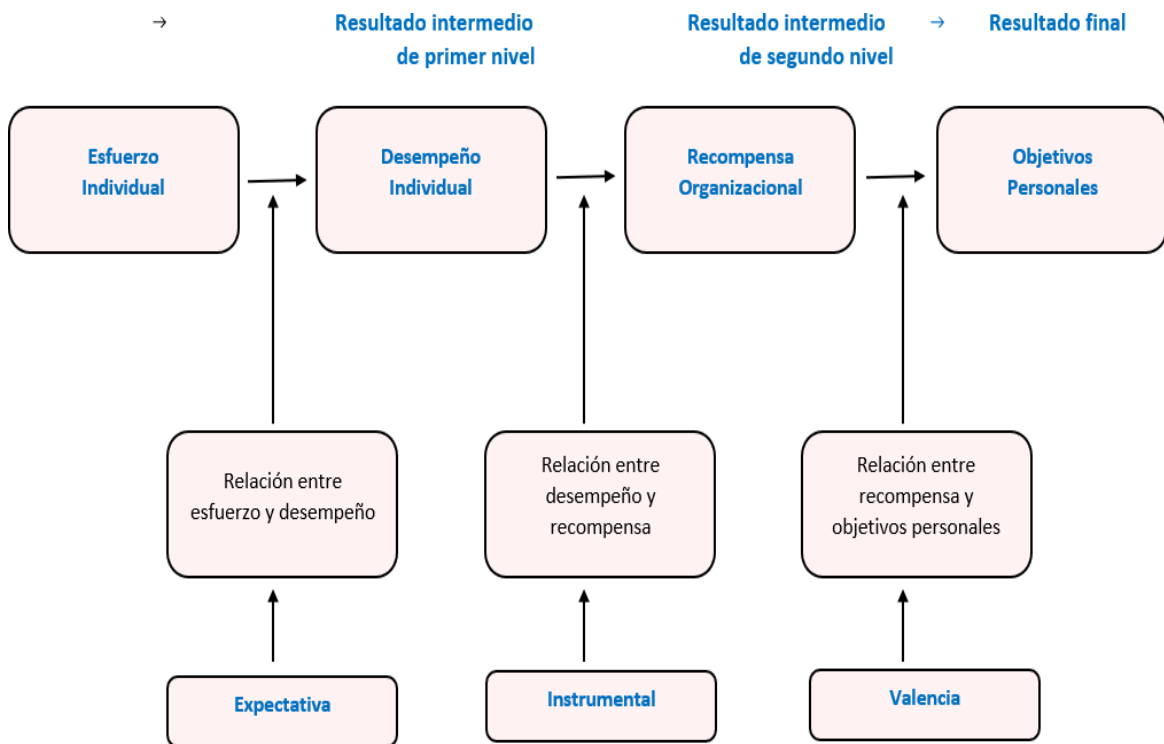 →
Resultado intermedio
de primer nivel
Resultado intermedio
de segundo nivel
→
Resultado final
Esfuerzo
Individual
Desempeño
Individual
Recompensa
Organizacional
Objetivos
Personales
Relación entre
esfuerzo y desempeño
Relación entre
desempeño y
recompensa
Relación entre
recompensa y
objetivos personales
Expectativa
Instrumental
Valencia